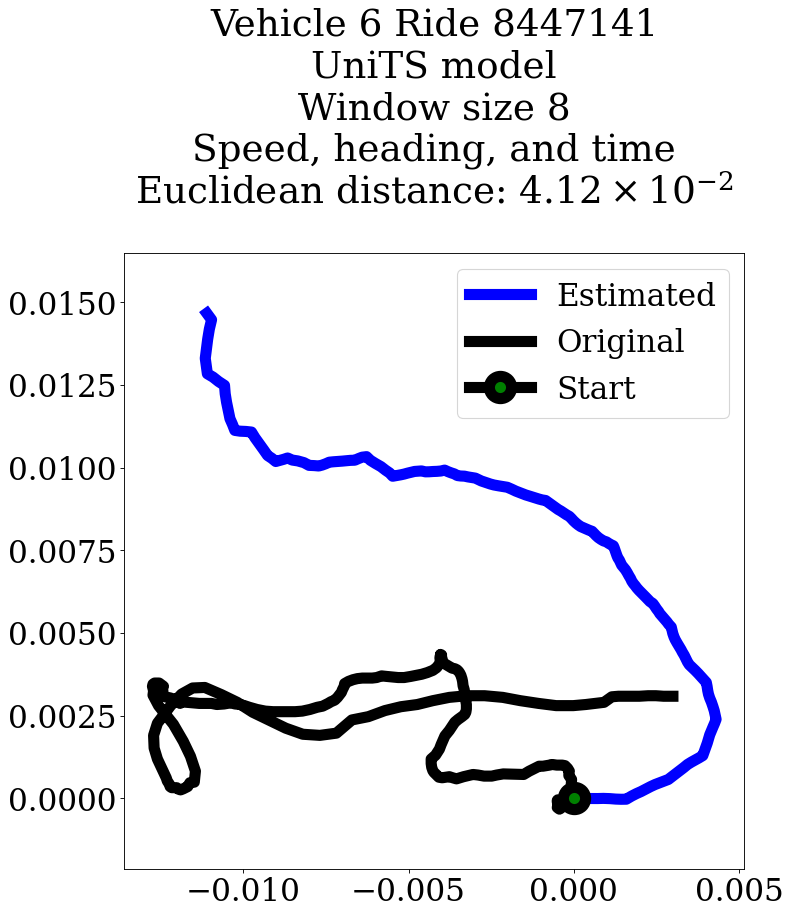 Vehicle 6 Ride 8447141
UniTS model
Window size 8
Speed, heading, and time
Euclidean distance: 4.12 × 10⁻²
Estimated
Original
Start
0.0150
0.0125
0.0100
0.0075
0.0050
0.0025
0.0000
−0.010 −0.005 0.000 0.005